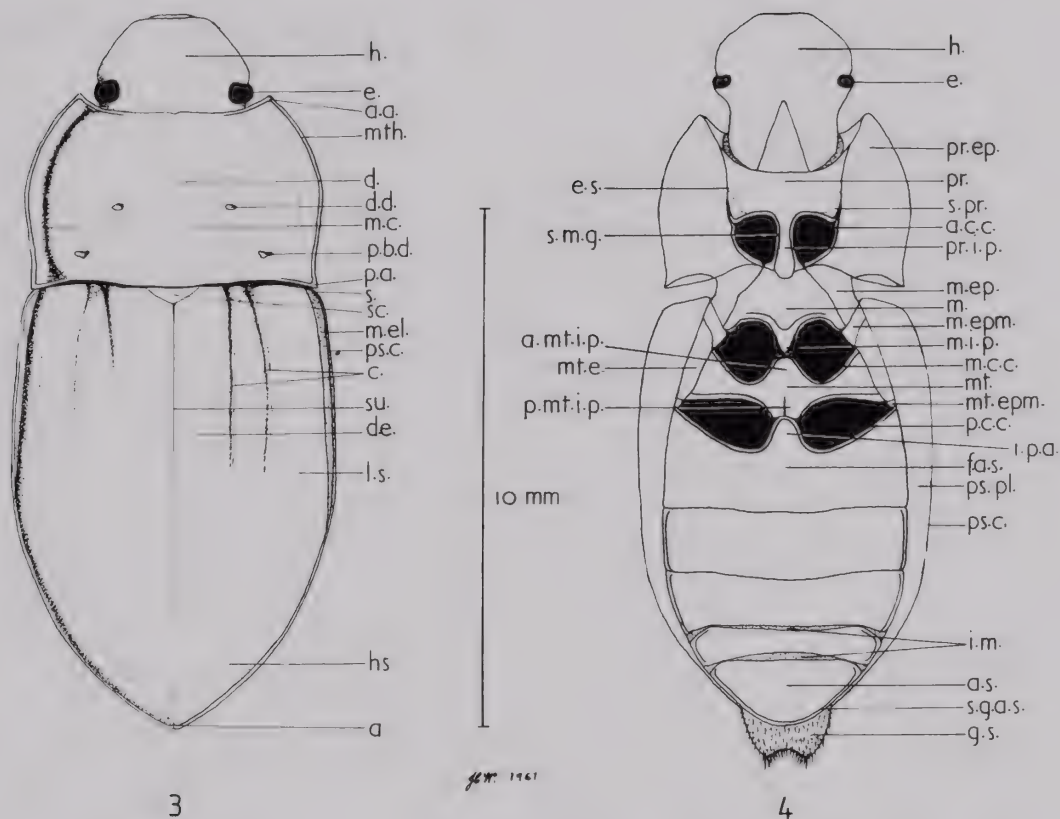 h.
e.
a.a.
mth.
d.
d.d.
m.c.
p.b.d.
p.a.
s.
sc.
m.el.
ps.c.
c.
su.
de.
l.s.
hs
a
3
10 mm
1961
h.
e.
pr.ep.
pr.
s.pr.
a.c.c.
pr.i.p.
m.ep.
m.
m.epm.
m.i.p.
m.c.c.
mt.
mt.epm.
p.c.c.
i.p.a.
fa.s.
ps.pl.
ps.c.
i.m.
a.s.
s.g.a.s.
g.s.
e.s.
s.m.g.
a.mt.i.p.
mt.e.
p.mt.i.p.
4